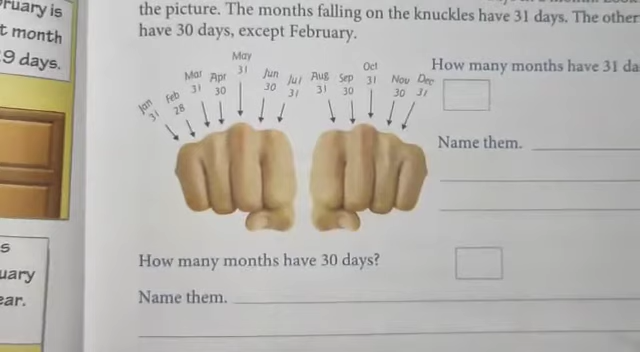 the picture. The months falling on the knuckles have 31 days. The other
have 30 days, except February.
is
t month
9 days.
Jan 31
Feb 28
Mar 31
Apr 30
May 31
Jun 30
Jul 31
Aug 31
Sep 30
Oct 31
Nov 30
Dec 31
How many months have 31 da
Name them.
How many months have 30 days?
Name them.
s
uary
ear.